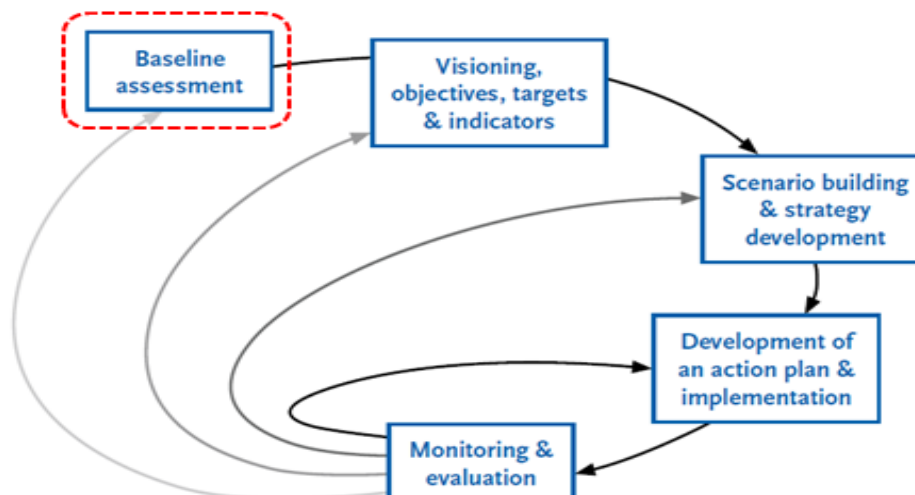 Baseline
assessment
Visioning,
objectives, targets
& indicators
Scenario building
& strategy
development
Development of
an action plan &
implementation
Monitoring &
evaluation